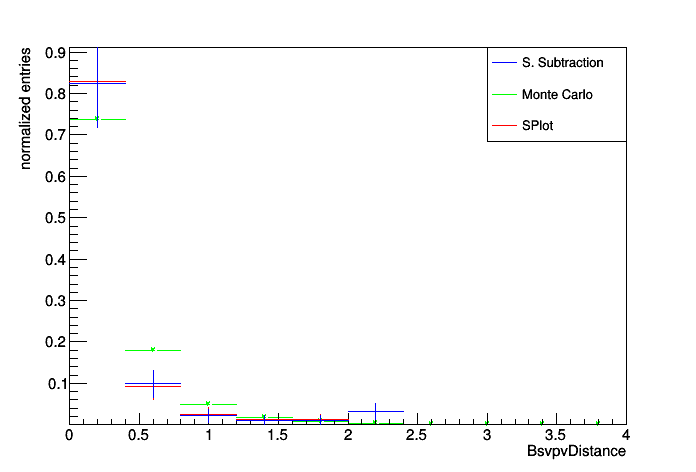 normalized entries
0.9
0.8
0.7
0.6
0.5
0.4
0.3
0.2
0.1
S. Subtraction
Monte Carlo
SPlot
0 0.5 1 1.5 2 2.5 3 3.5 4
BsvpvDistance